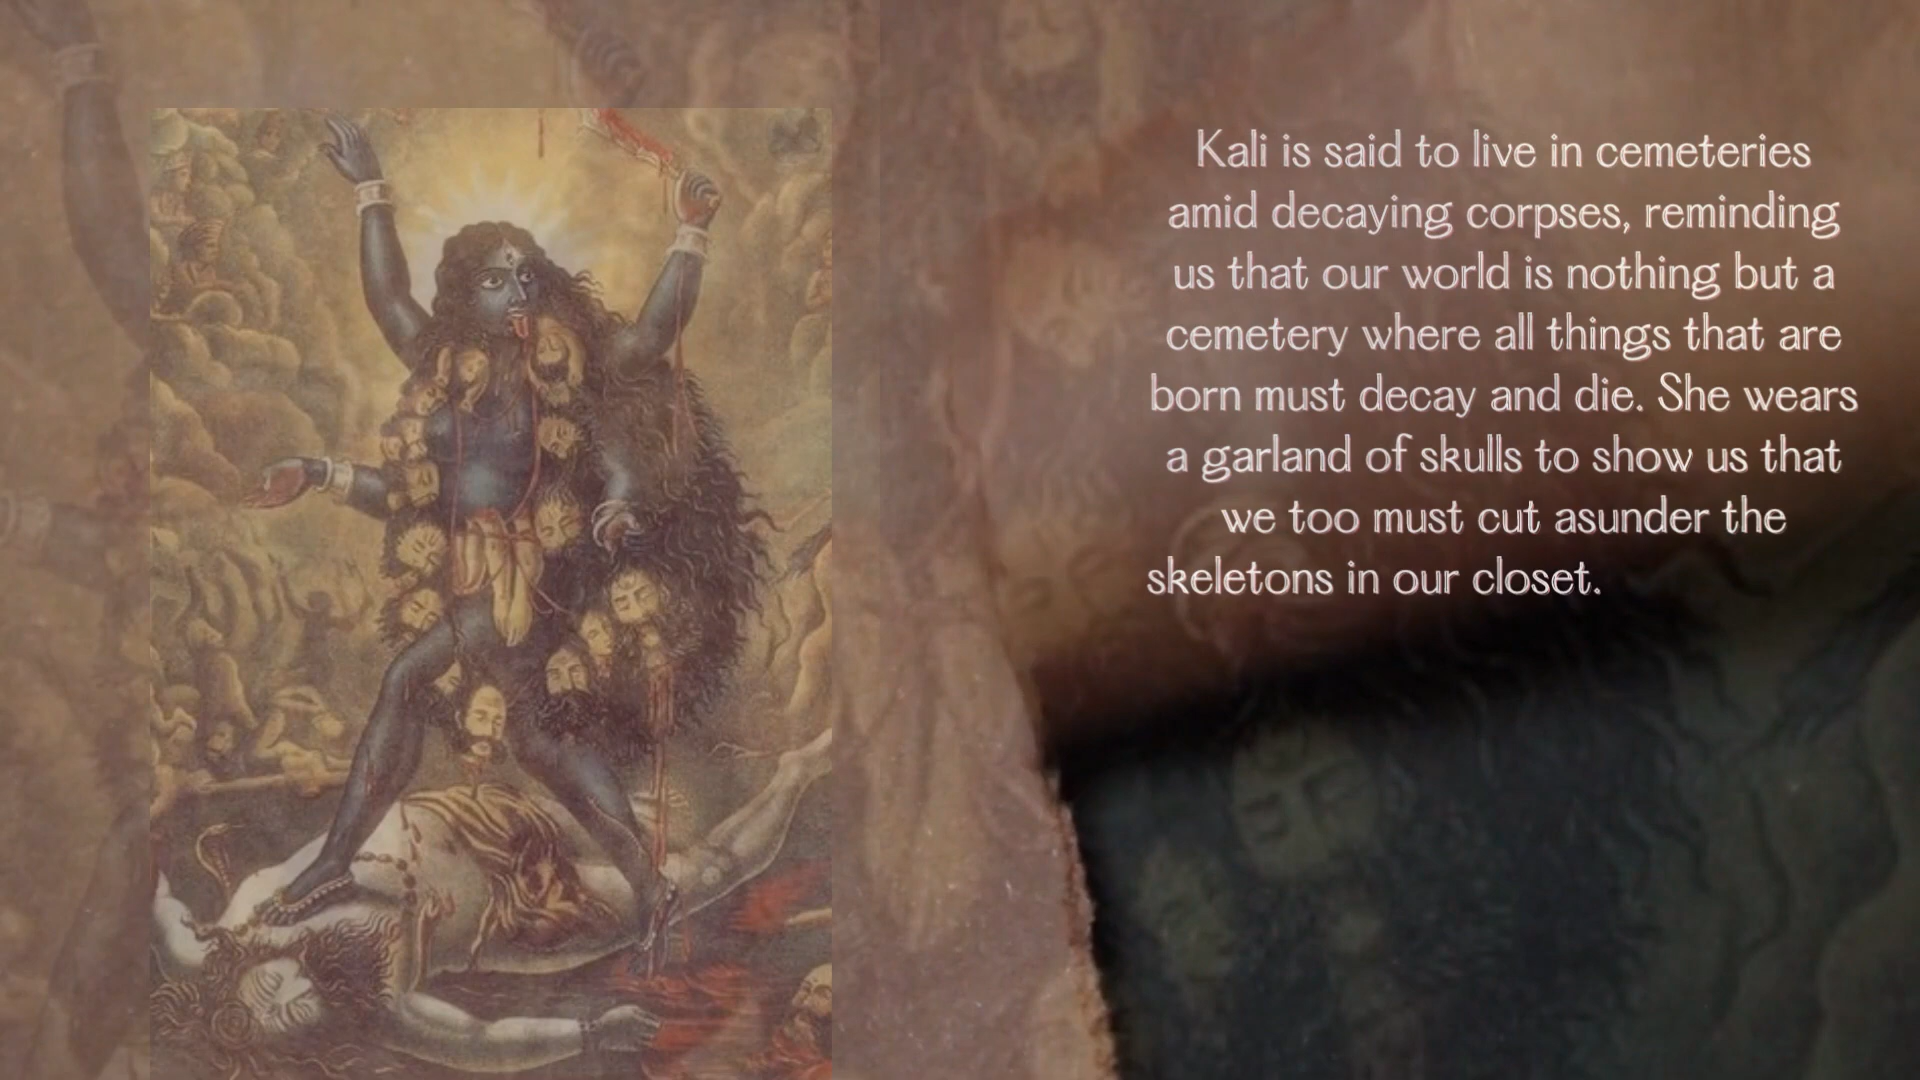 Kali is said to live in cemeteries
amid decaying corpses, reminding
us that our world is nothing but a
cemetery where all things that are
born must decay and die. She wears
a garland of skulls to show us that
we too must cut asunder the
skeletons in our closet.